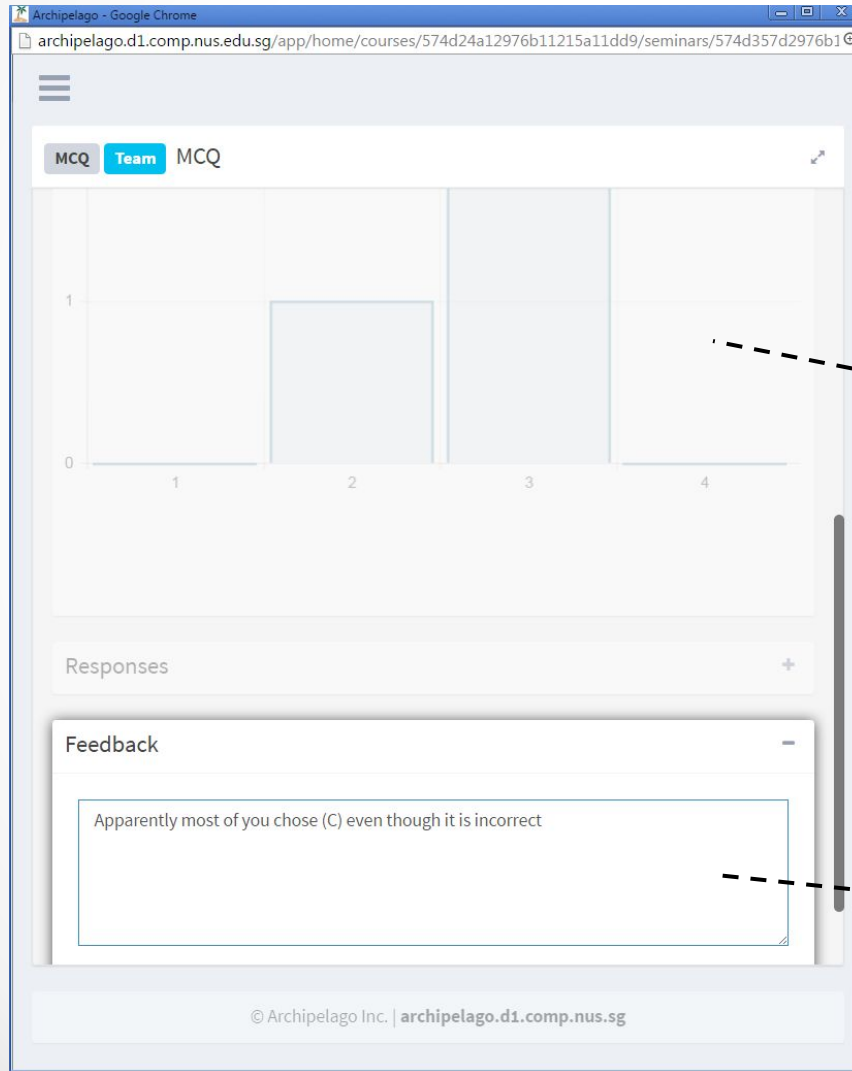 Archipelago - Google Chrome
archipelago.d1.comp.nus.edu.sg/app/home/courses/574d24a12976b11215a11dd9/seminars/574d357d2976b1
MCQ Team MCQ
1
0
1 2 3 4
Responses
Feedback
Apparently most of you chose (C) even though it is incorrect
© Archipelago Inc. | archipelago.d1.comp.nus.sg